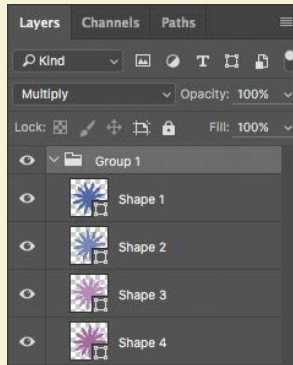 Layers Channels Paths
Kind T
Multiply Opacity: 100%
Lock: Fill: 100%
Group 1
Shape 1
Shape 2
Shape 3
Shape 4